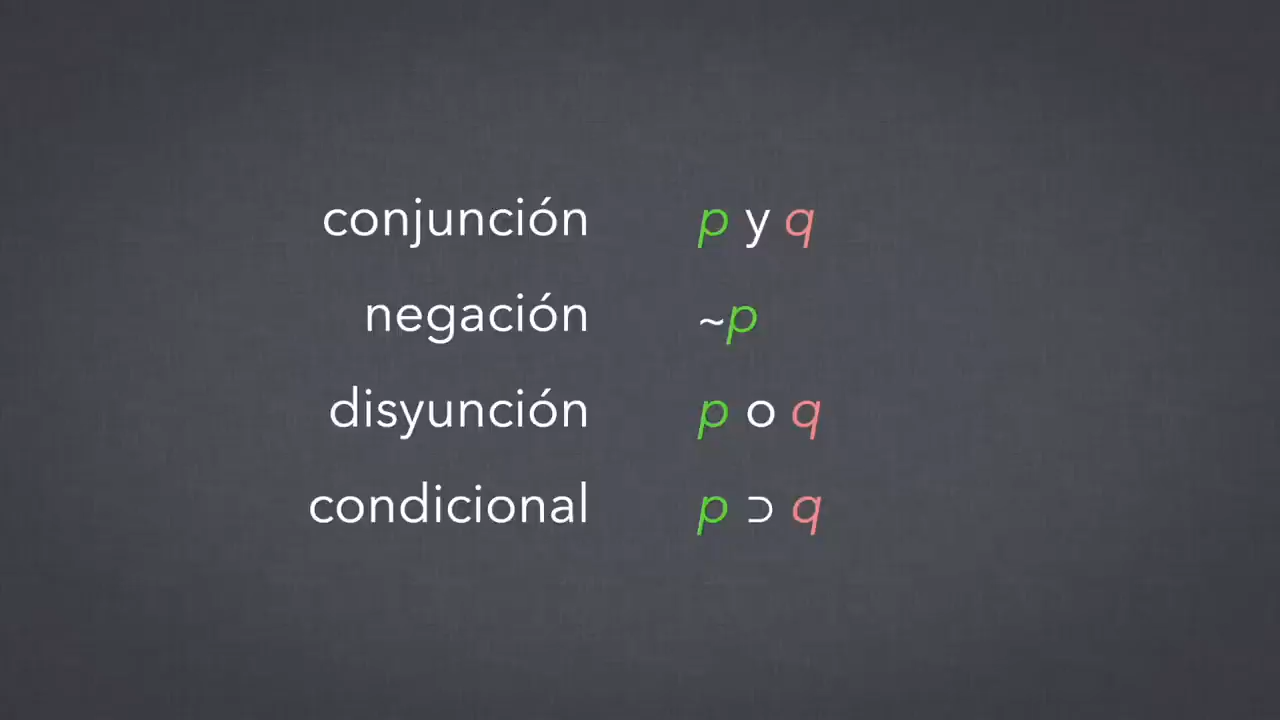 conjunción p y q
negación ~p
disyunción p o q
condicional p ⊃ q